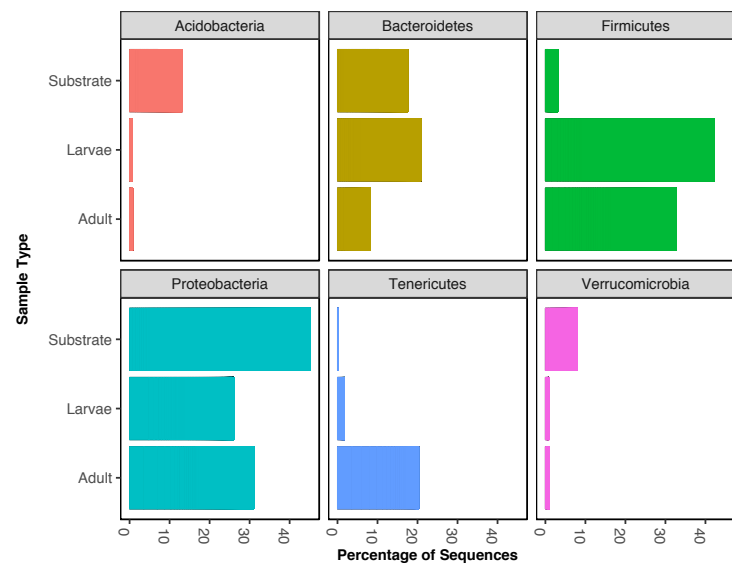 Acidobacteria Bacteroidetes Firmicutes
Substrate
Larvae
Adult
Sample Type
Proteobacteria Tenericutes Verrucomicrobia
Substrate
Larvae
Adult
0 10 20 30 40 0 10 20 30 40 0 10 20 30 40
Percentage of Sequences